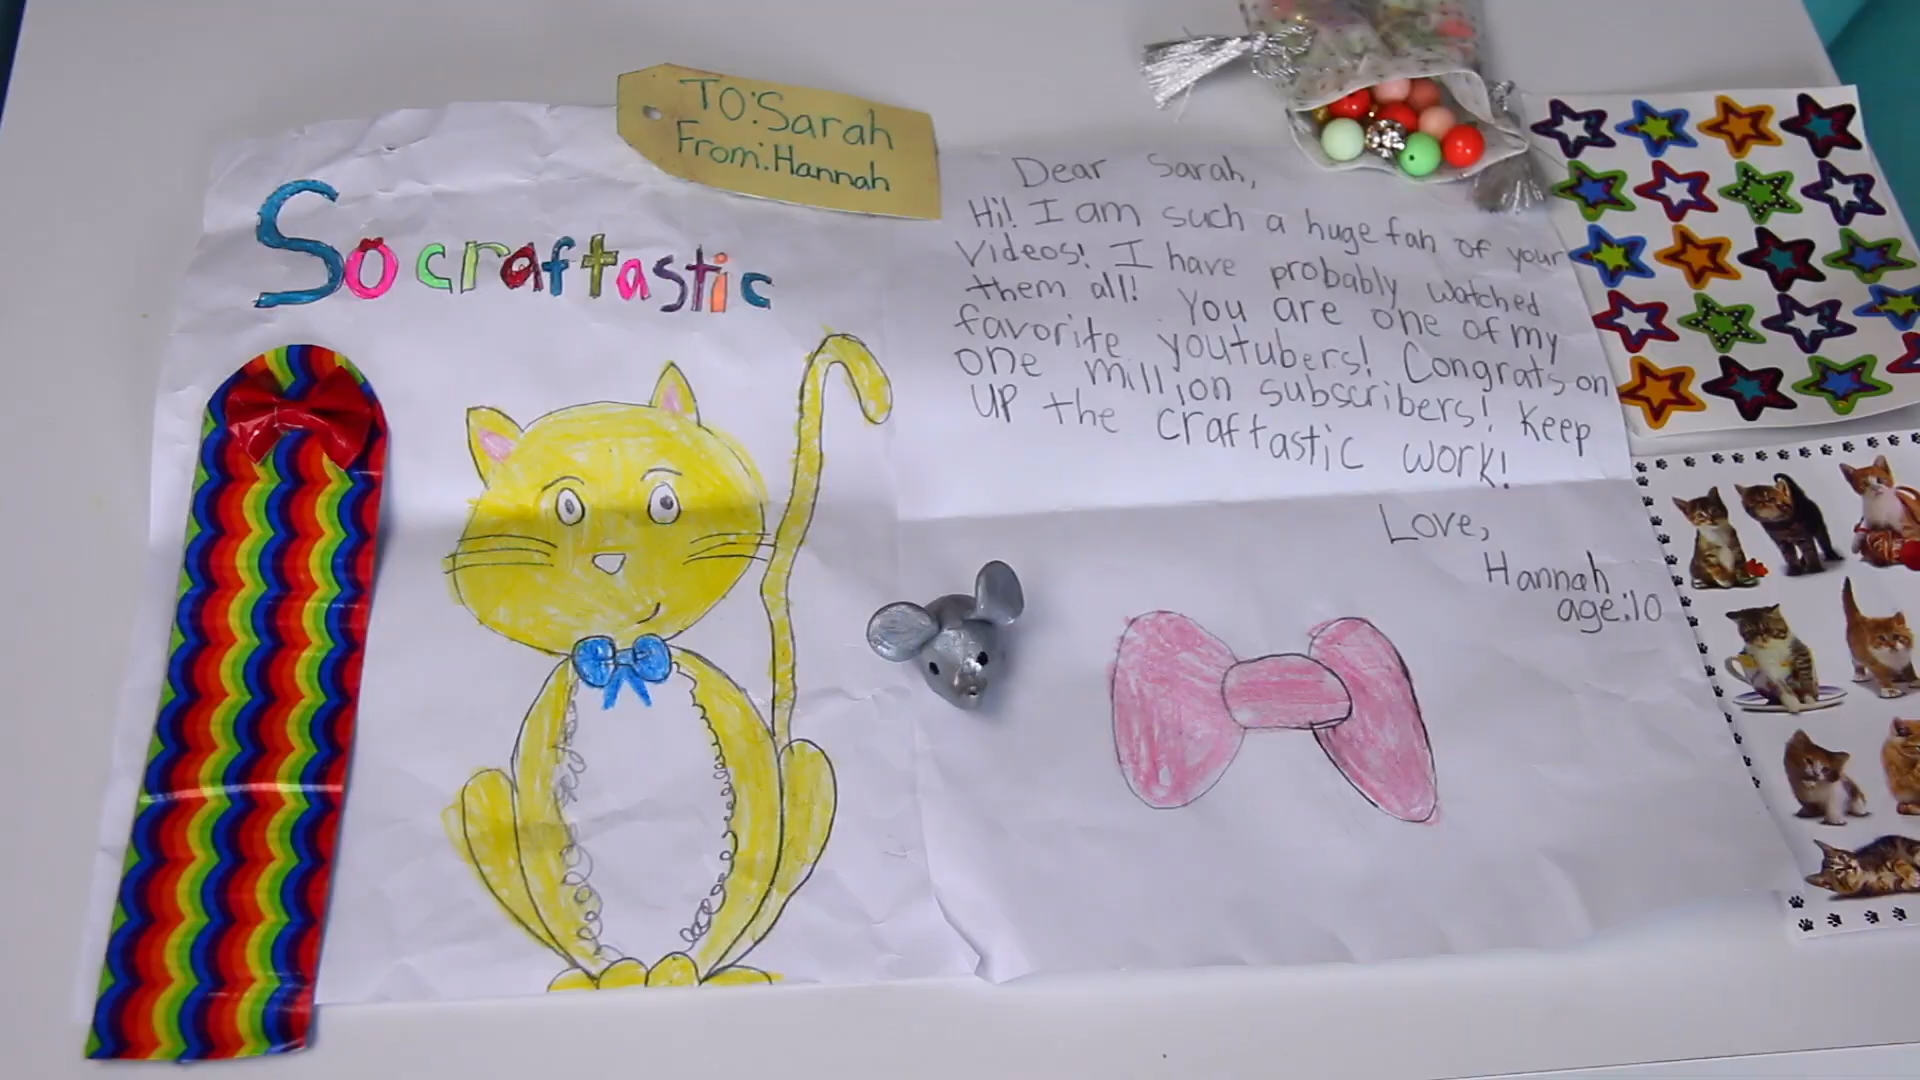 TO: Sarah
From: Hannah
Socraftastic
Dear Sarah,
Hi! I am such a huge fan of your
Videos! I have probably watched
them all! You are one of my
favorite youtubers! Congrats on
one million subscribers! Keep
up the craftastic work!
Love,
Hannah
age: 10